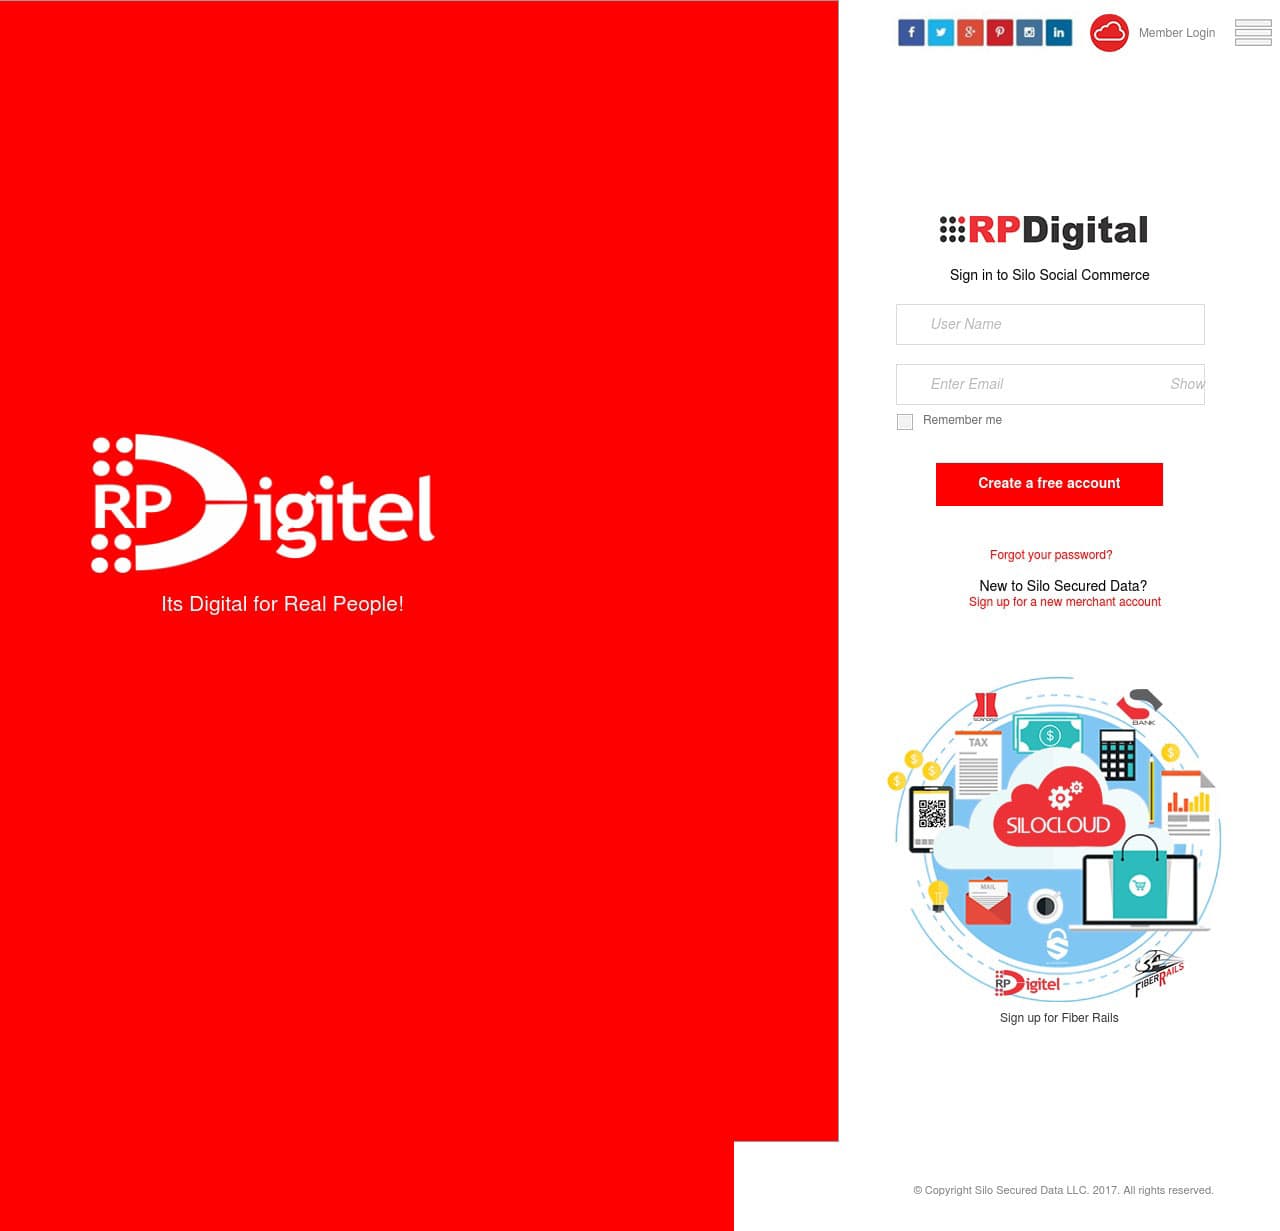 Member Login
RPDigital
Sign in to Silo Social Commerce
User Name
Enter Email Show
Remember me
Create a free account
Forgot your password?
New to Silo Secured Data?
Sign up for a new merchant account
RP Digitel
Its Digital for Real People!
BANK
TAX
SILOCLOUD
MAIL
RP Digitel
FIBER RAILS
Sign up for Fiber Rails
© Copyright Silo Secured Data LLC. 2017. All rights reserved.